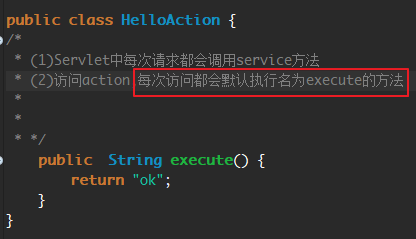 public class HelloAction {
/*
* (1)Servlet中每次请求都会调用service方法
* (2)访问action 每次访问都会默认执行名为execute的方法
*
*
* */
public String execute() {
return "ok";
}
}